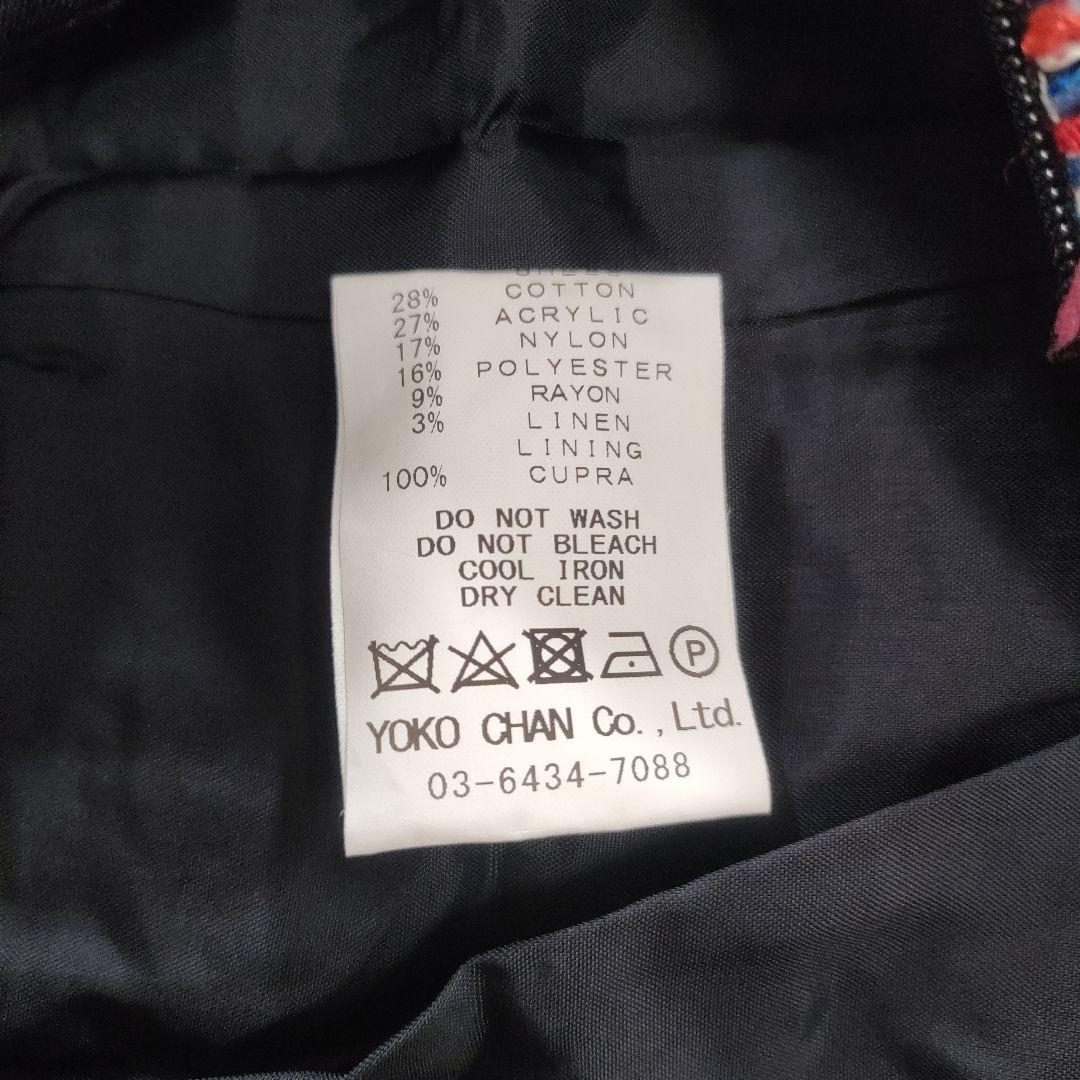 28% COTTON
27% ACRYLIC
17% NYLON
16% POLYESTER
9% RAYON
3% LINEN
LINING
100% CUPRA
DO NOT WASH
DO NOT BLEACH
COOL IRON
DRY CLEAN
P
YOKO CHAN Co., Ltd.
03-6434-7088